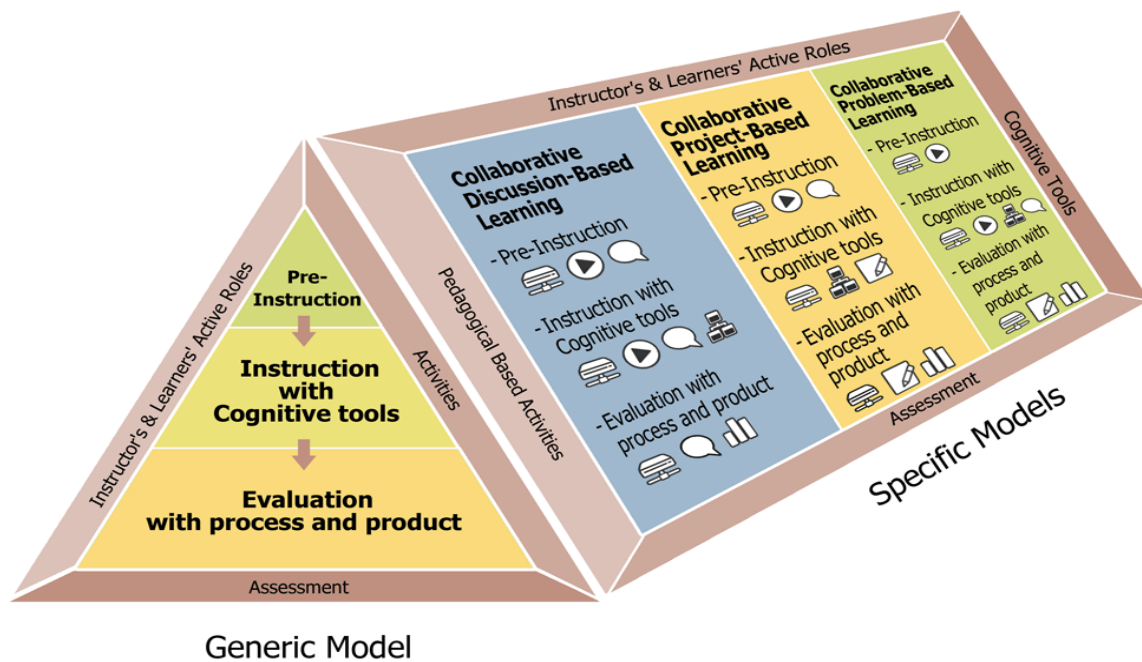 Instructor's & Learners' Active Roles
Pre-
Instruction
Instruction
with
Cognitive tools
Evaluation
with process and product
Activities
Assessment
Generic Model
Instructor's & Learners' Active Roles
Pedagogical Based Activities
Collaborative
Discussion-Based
Learning
- Pre-Instruction
- Instruction with
Cognitive tools
- Evaluation with
process and product
Collaborative
Project-Based
Learning
- Pre-Instruction
- Instruction with
Cognitive tools
- Evaluation with
process and
product
Collaborative
Problem-Based
Learning
- Pre-Instruction
- Instruction with
Cognitive tools
- Evaluation with
process and
product
Cognitive Tools
Assessment
Specific Models